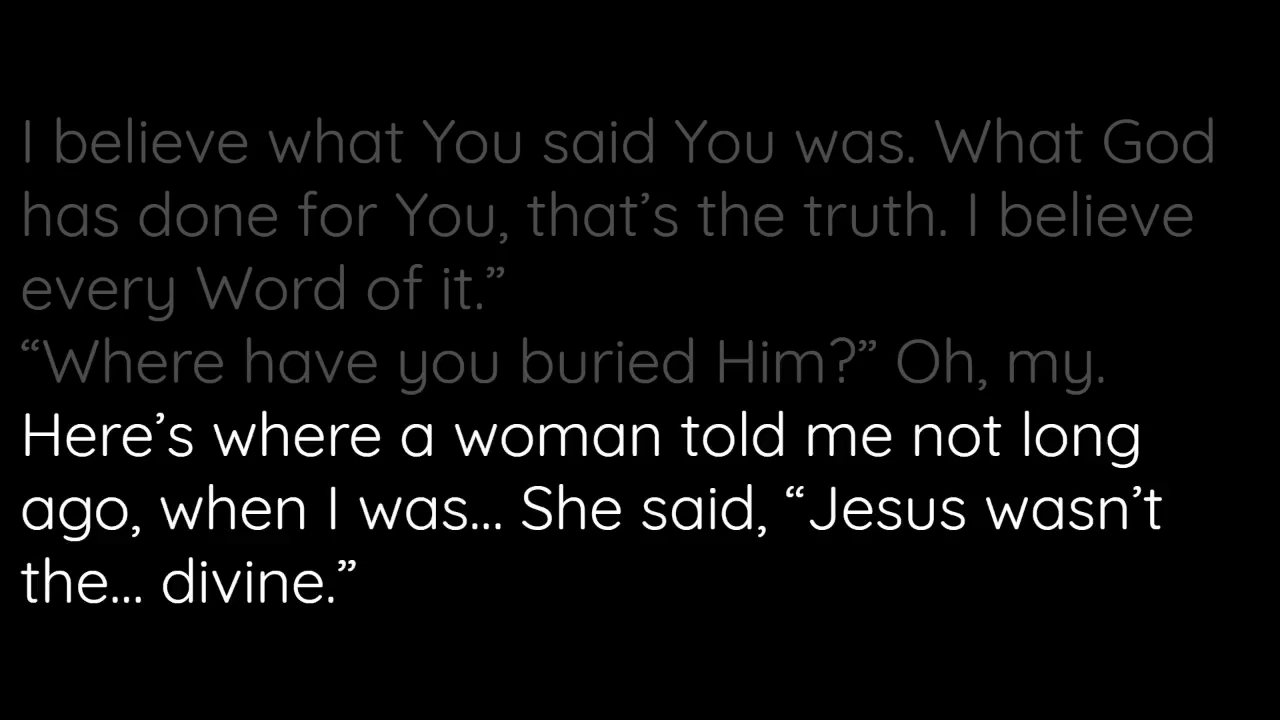 I believe what You said You was. What God
has done for You, that’s the truth. I believe
every Word of it.”
“Where have you buried Him?” Oh, my.
Here’s where a woman told me not long
ago, when I was... She said, “Jesus wasn’t
the... divine.”